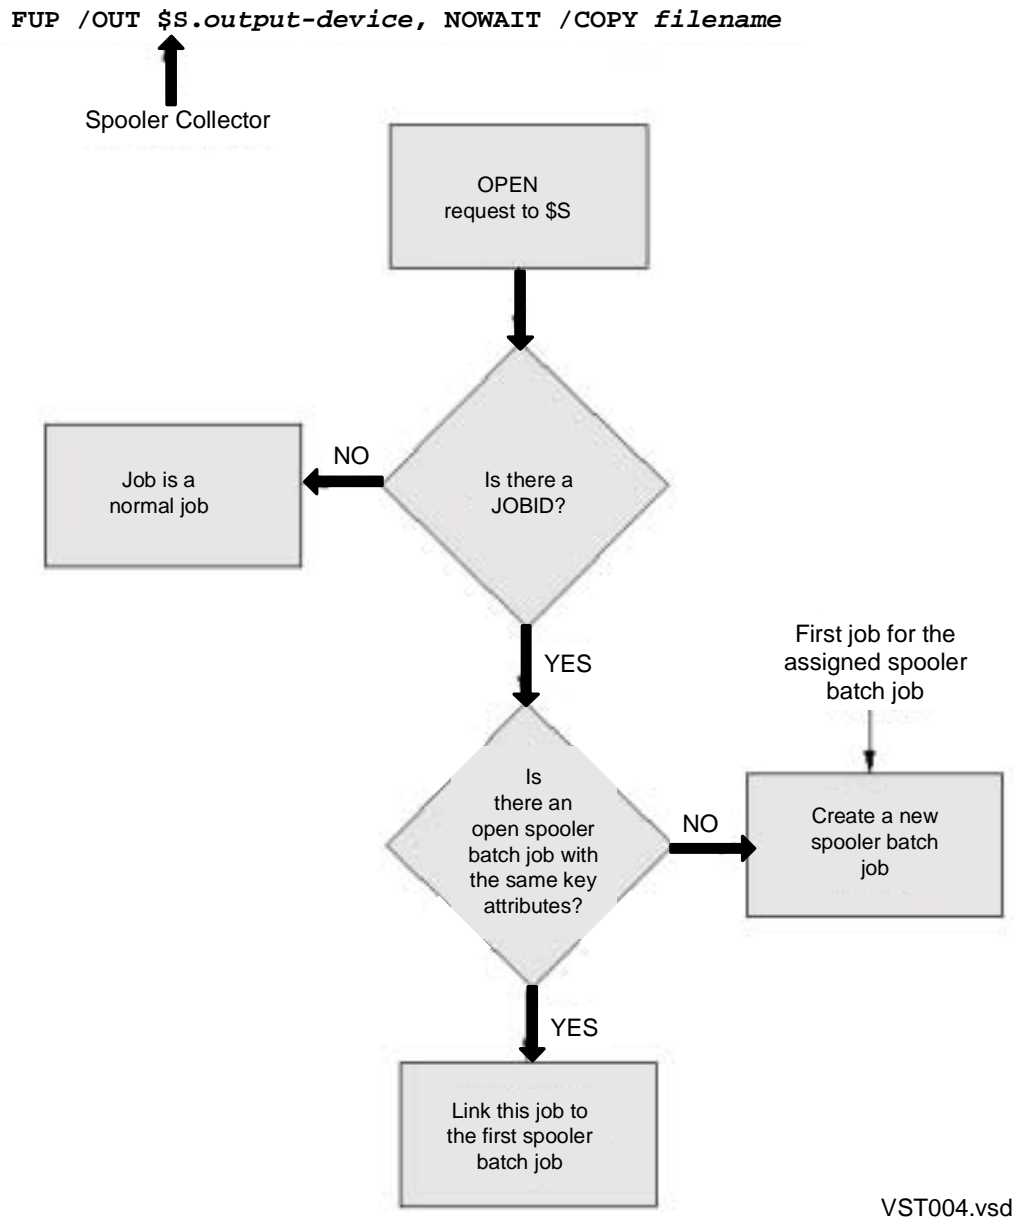 FUP /OUT $S.output-device, NOWAIT /COPY filename
Spooler Collector
OPEN
request to $S
Is there a
JOBID?
NO
Job is a
normal job
YES
Is
there an
open spooler
batch job with
the same key
attributes?
NO
First job for the
assigned spooler
batch job
Create a new
spooler batch
job
YES
Link this job to
the first spooler
batch job
VST004.vsd